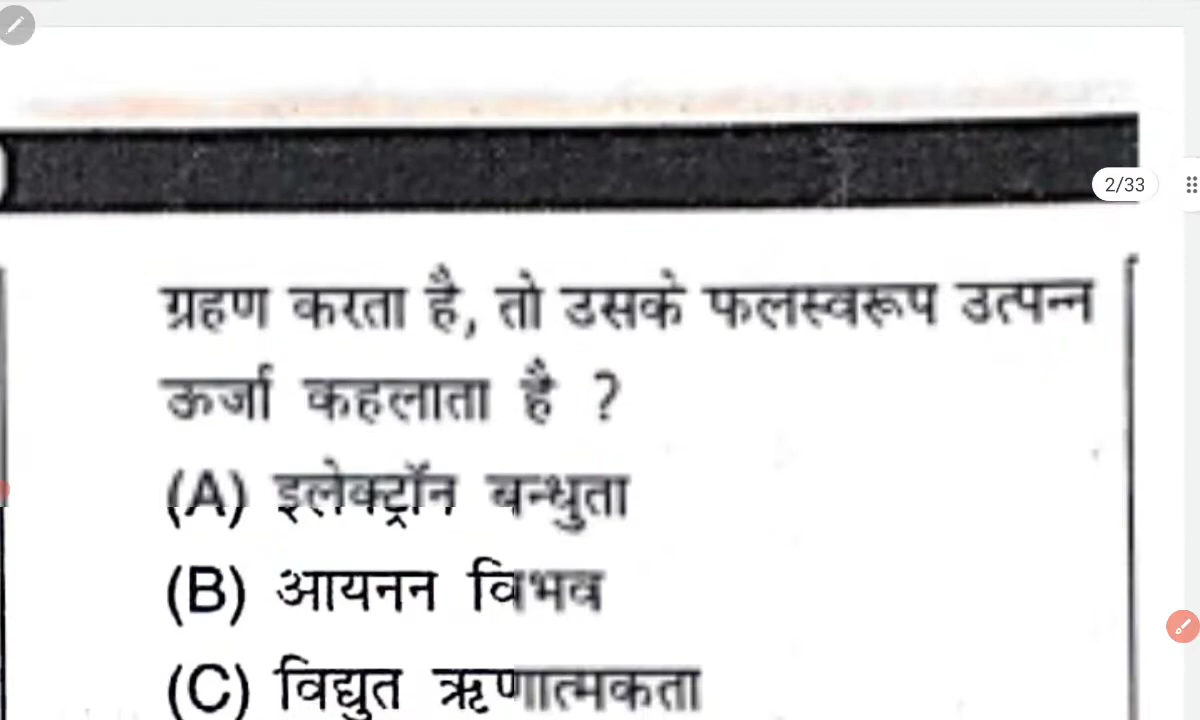 2/33
ग्रहण करता है, तो उसके फलस्वरूप उत्पन्न
ऊर्जा कहलाता है ?
(A) इलेक्ट्रॉन बन्धुता
(B) आयनन विभव
(C) विद्युत ऋणात्मकता